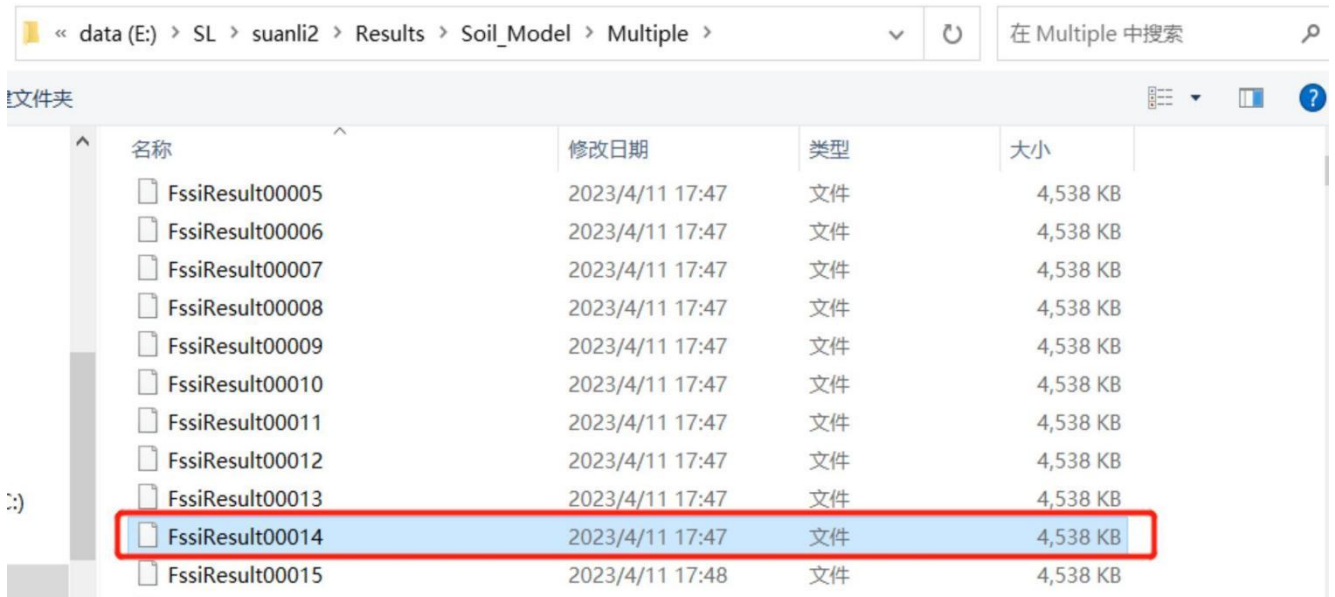 « data (E:) > SL > suanli2 > Results > Soil_Model > Multiple > 在 Multiple 中搜索
文件夹
名称 修改日期 类型 大小
FssiResult00005 2023/4/11 17:47 文件 4,538 KB
FssiResult00006 2023/4/11 17:47 文件 4,538 KB
FssiResult00007 2023/4/11 17:47 文件 4,538 KB
FssiResult00008 2023/4/11 17:47 文件 4,538 KB
FssiResult00009 2023/4/11 17:47 文件 4,538 KB
FssiResult00010 2023/4/11 17:47 文件 4,538 KB
FssiResult00011 2023/4/11 17:47 文件 4,538 KB
FssiResult00012 2023/4/11 17:47 文件 4,538 KB
:) FssiResult00013 2023/4/11 17:47 文件 4,538 KB
FssiResult00014 2023/4/11 17:47 文件 4,538 KB
FssiResult00015 2023/4/11 17:48 文件 4,538 KB